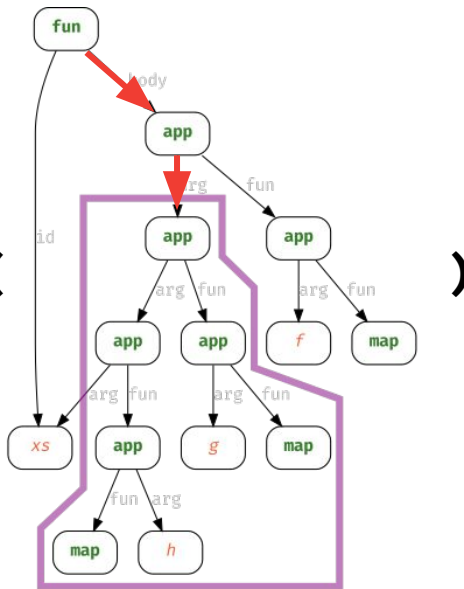 fun
body
app
arg fun
id app app
arg fun arg fun
app app f map
arg fun arg fun
xs app g map
fun arg
map h
)